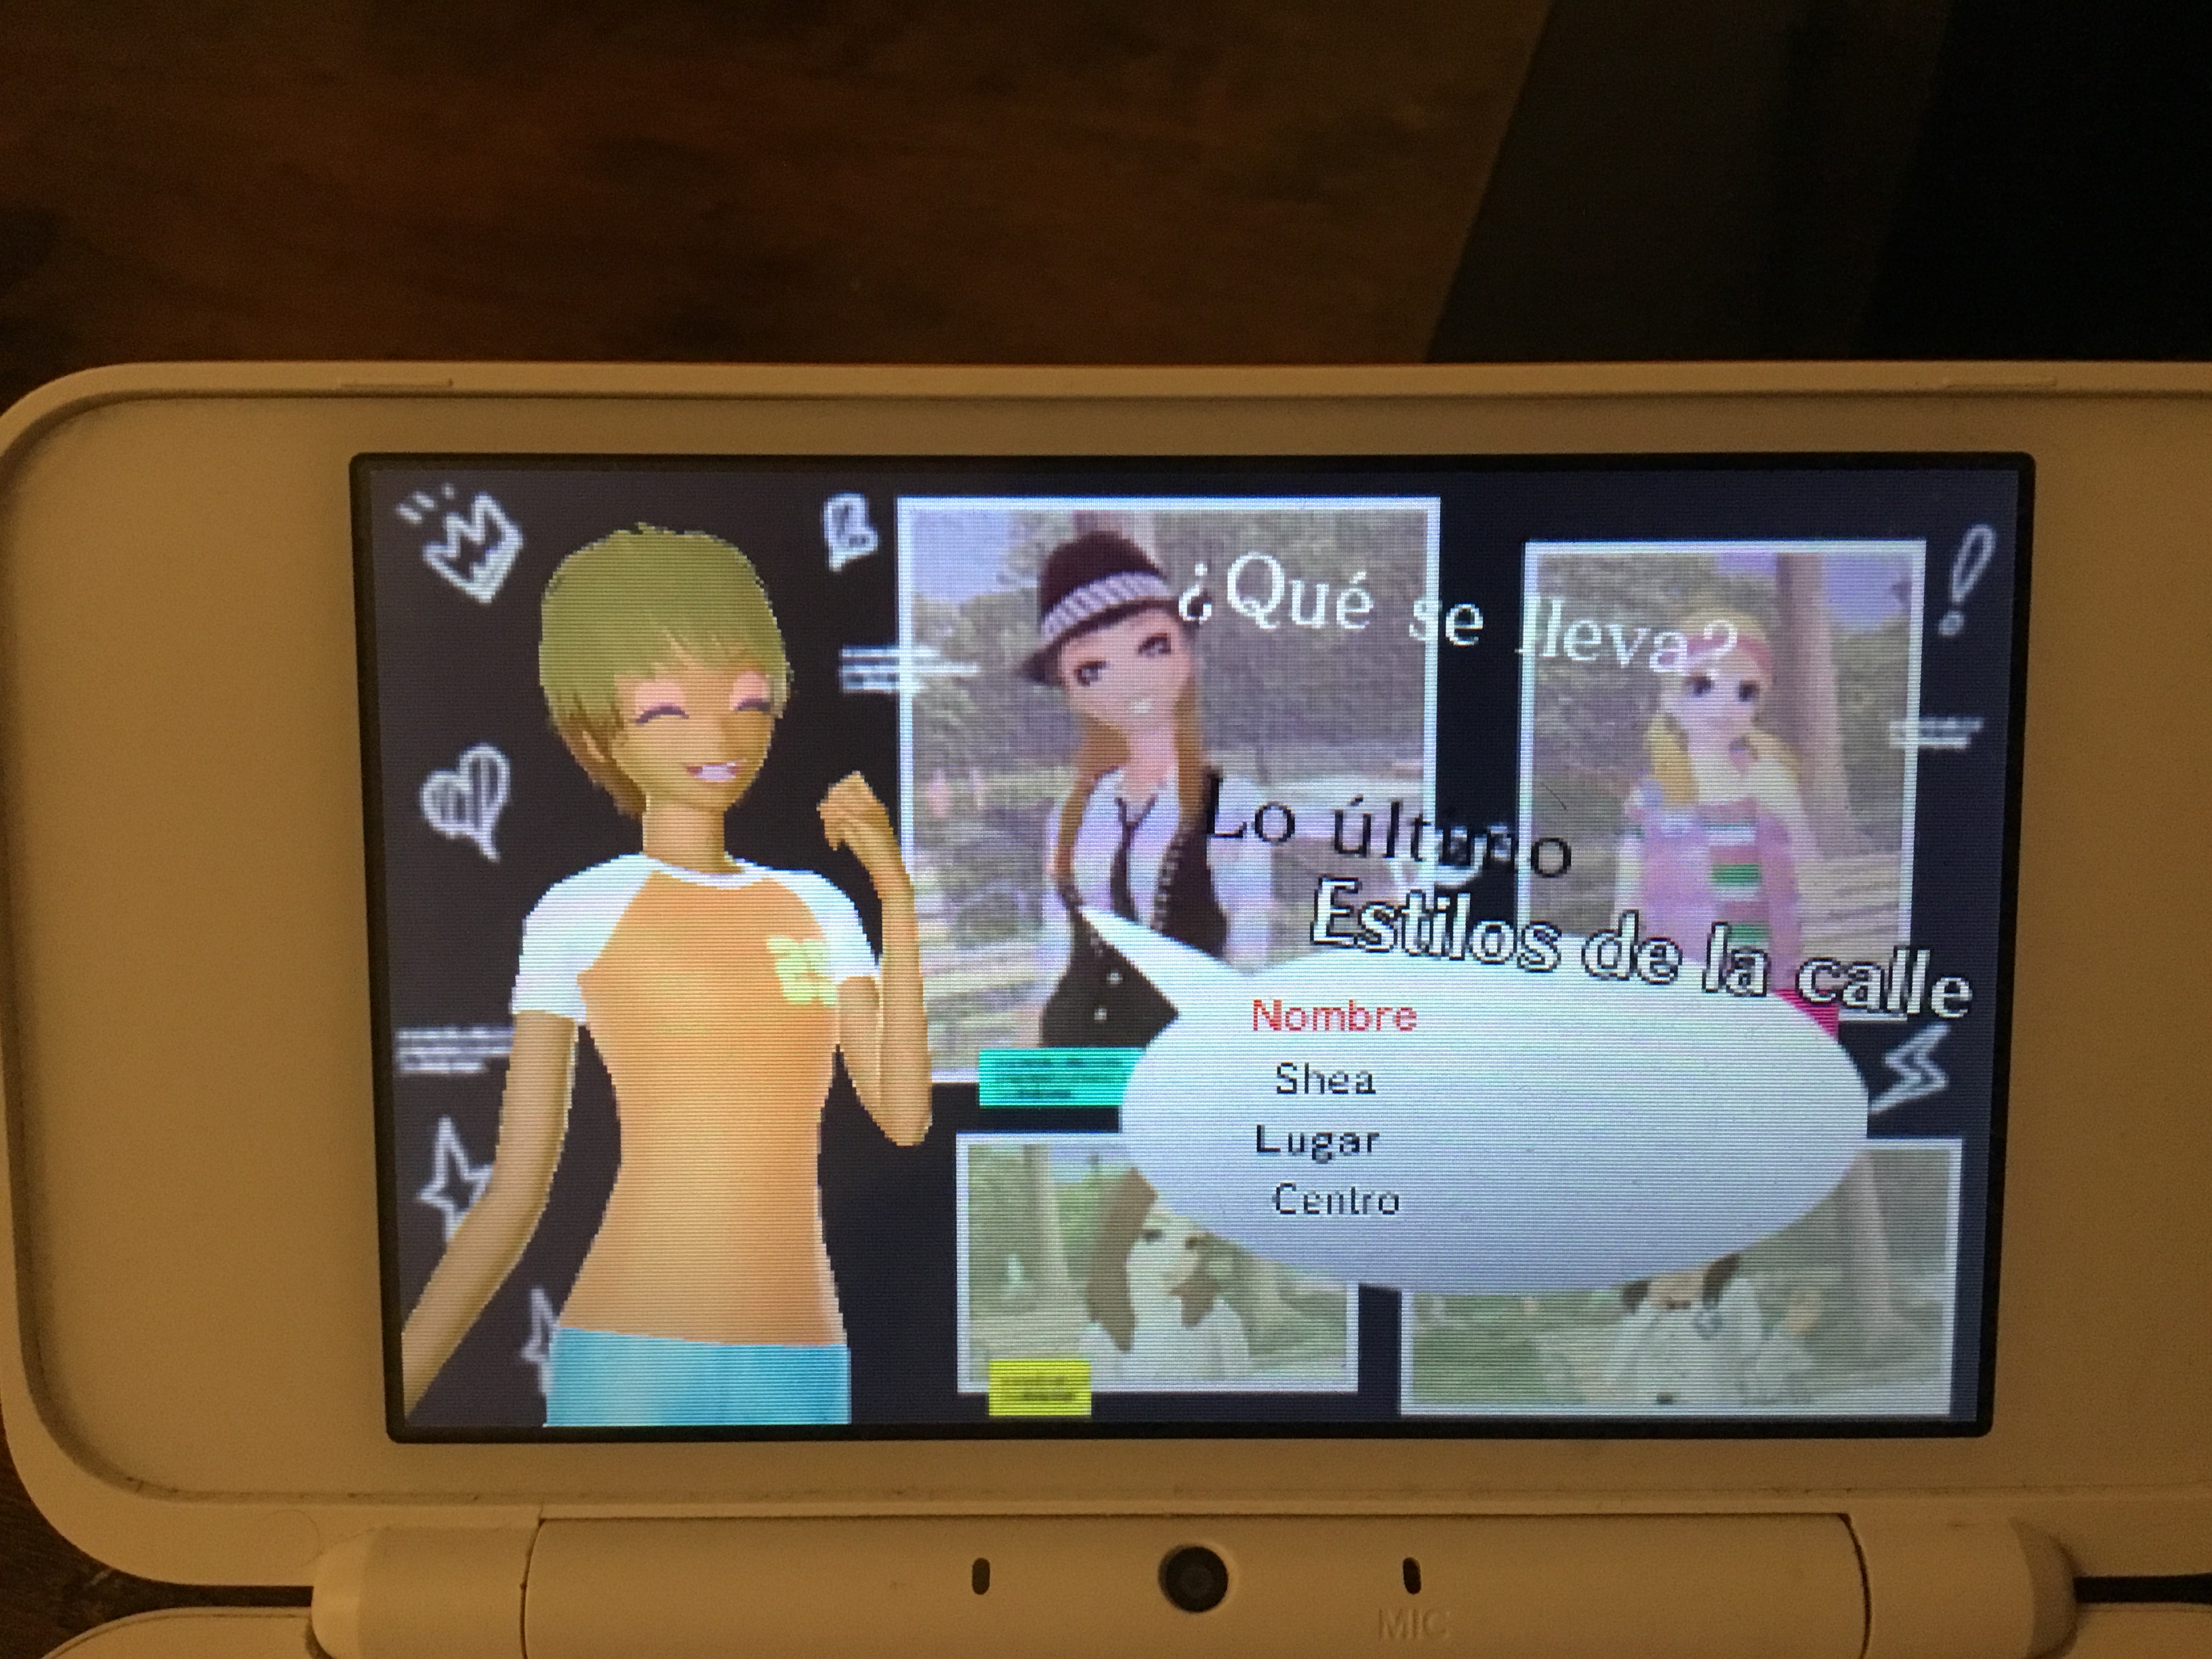 ¿Qué se lleva?
Lo último
Estilos de la calle
Nombre
Shea
Lugar
Centro
MIC